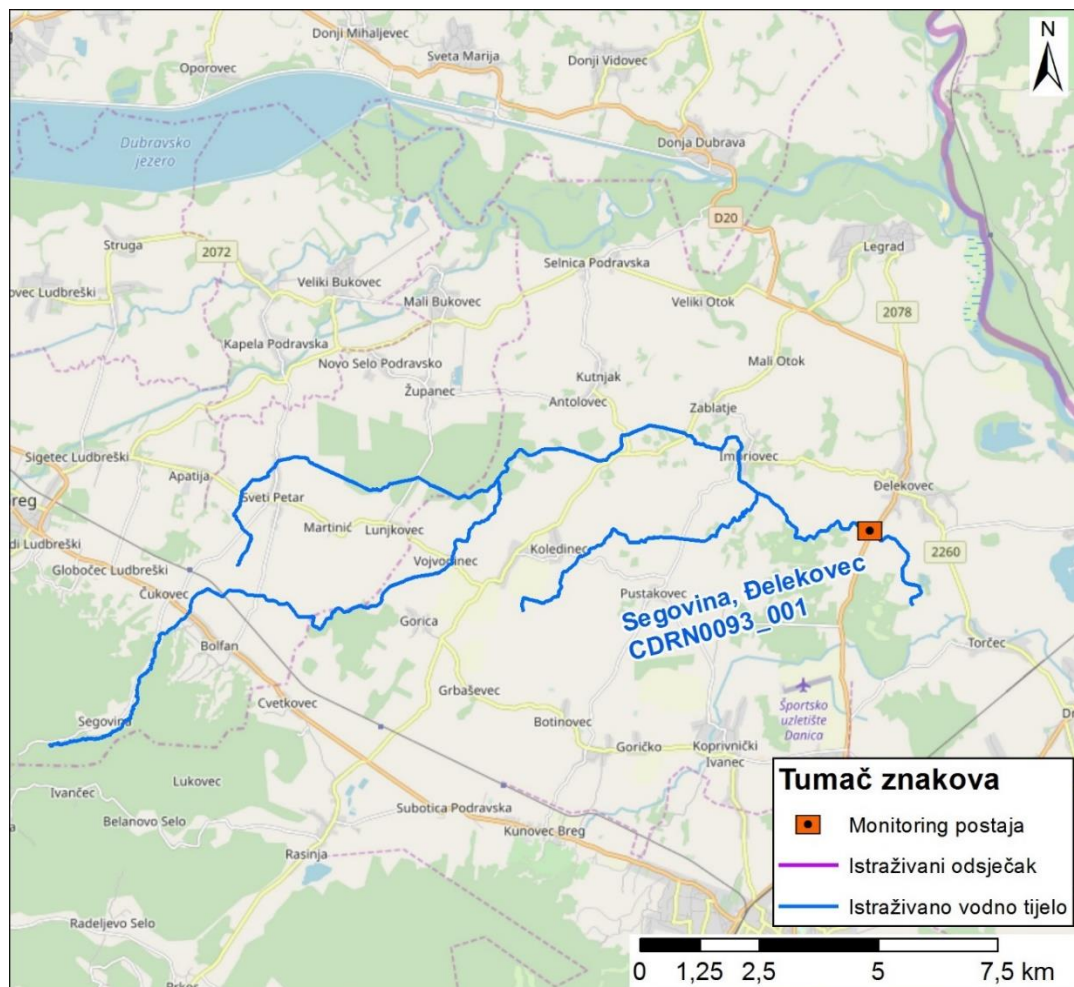 Donji Mihaljevec
Sveta Marija
Donji Vidovec
Oporovec
N
Dubravsko
jezero
Donja Dubrava
D20
Struga
2072
Legrad
Selnica Podravska
Veliki Bukovec
Mali Bukovec
Veliki Otok
ovec Ludbreški
2078
Kapela Podravska
Novo Selo Podravsko
Mali Otok
Županec
Kutnjak
Antolovec
Zablatje
Sigetec Ludbreški
Imbriovec
Apatija
Đelekovec
Sveti Petar
reg
Martinić
Lunjkovec
di Ludbreški
Koledinec
2260
Globočec Ludbreški
Vojvodinec
Čukovec
Pustakovec
Segovina, Đelekovec
CDRN0093_001
Gorica
Torčec
Bolfan
Grbaševec
Cvetkovec
Športsko
uzletište
Danica
Segovina
Botinovec
Goričko
Koprivnički
Ivanec
Lukovec
Ivančec
Belanovo Selo
Subotica Podravska
Kunovec Breg
Rasinja
Radeljevo Selo
Tumač znakova
Monitoring postaja
Istraživani odsječak
Istraživano vodno tijelo
0 1,25 2,5 5 7,5 km